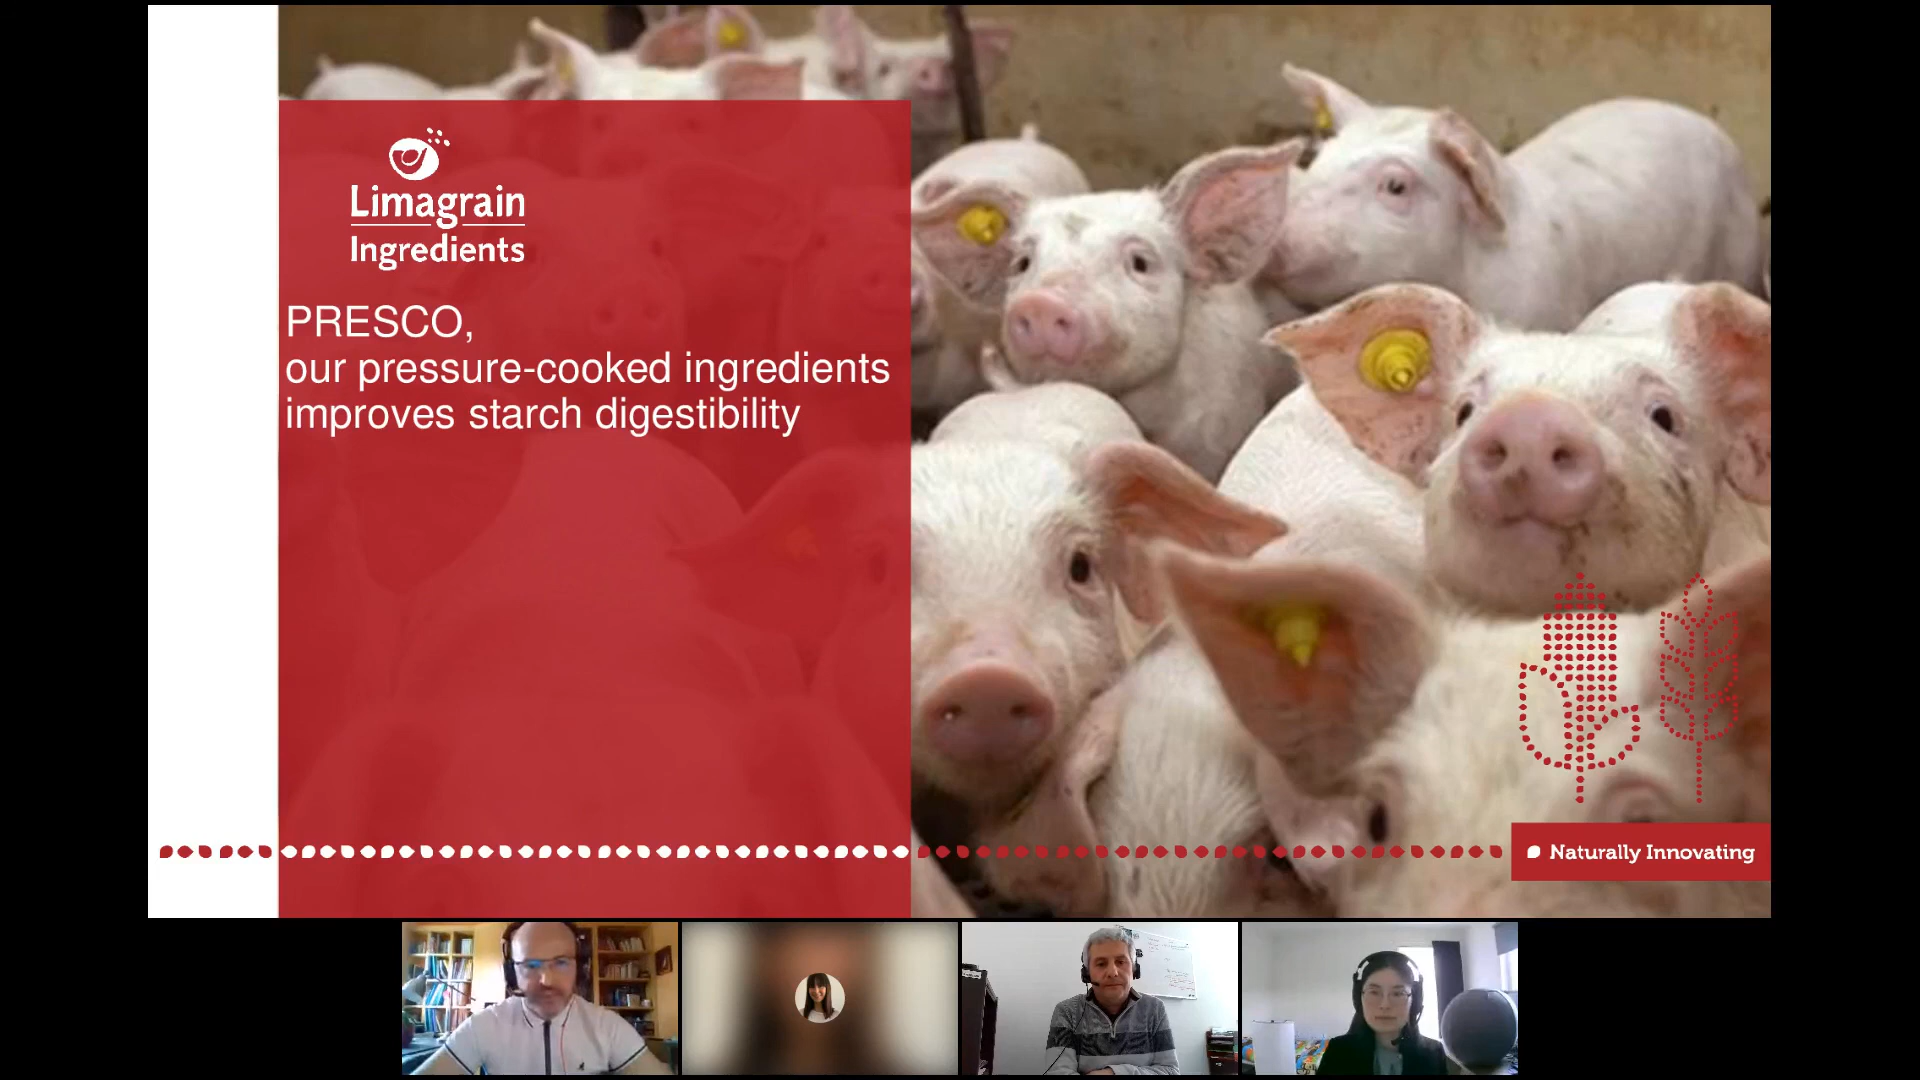 Limagrain
Ingredients
PRESCO,
our pressure-cooked ingredients
improves starch digestibility
Naturally Innovating